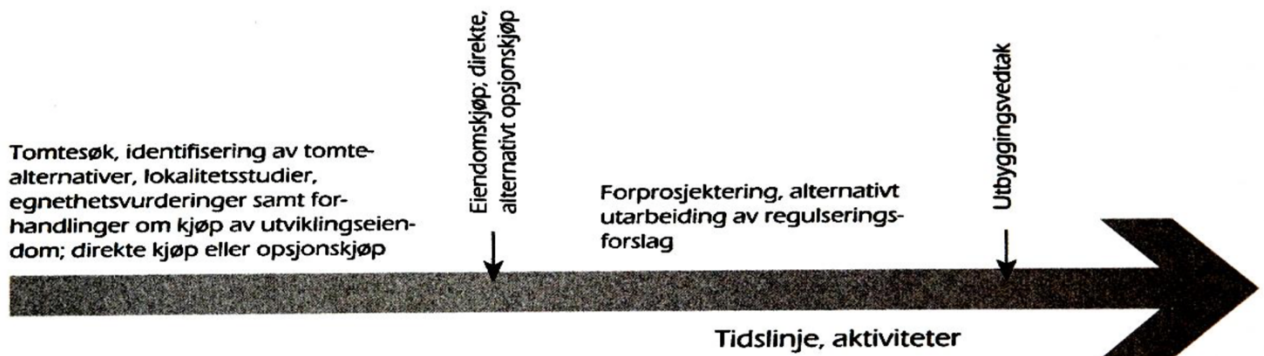 Tomtesøk, identifisering av tomte-
alternativer, lokalitetsstudier,
egnethetsvurderinger samt for-
handlinger om kjøp av utviklingseien-
dom; direkte kjøp eller opsjonskjøp
Eiendomskjøp; direkte,
alternativt opsjonskjøp
Forprosjektering, alternativt
utarbeiding av regulserings-
forslag
Utbyggingsvedtak
Tidslinje, aktiviteter